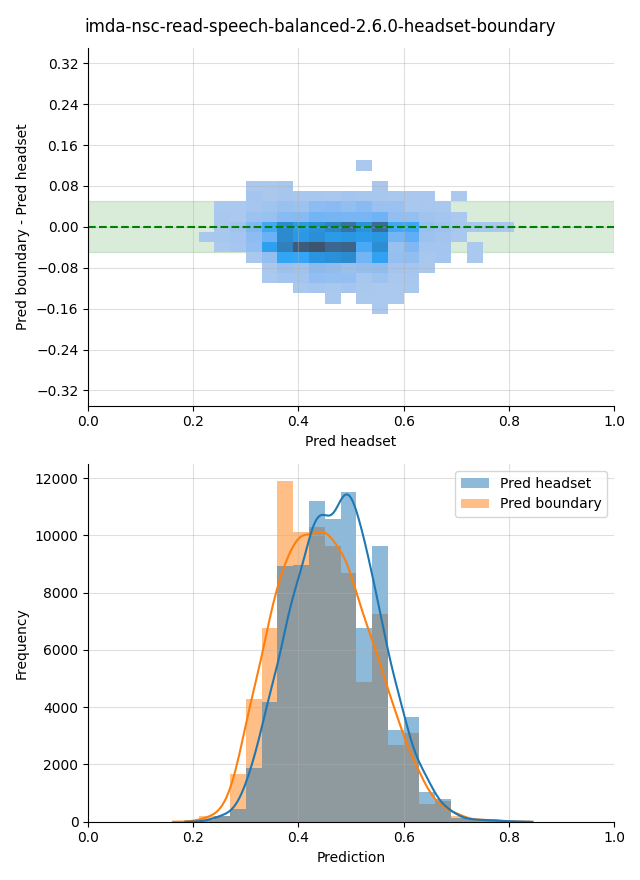 imda-nsc-read-speech-balanced-2.6.0-headset-boundary
0.32
0.24
0.16
0.08
0.00
−0.08
−0.16
−0.24
−0.32
Pred boundary - Pred headset
0.0 0.2 0.4 0.6 0.8 1.0
Pred headset
12000
10000
8000
6000
4000
2000
0
Frequency
Pred headset
Pred boundary
0.0 0.2 0.4 0.6 0.8 1.0
Prediction